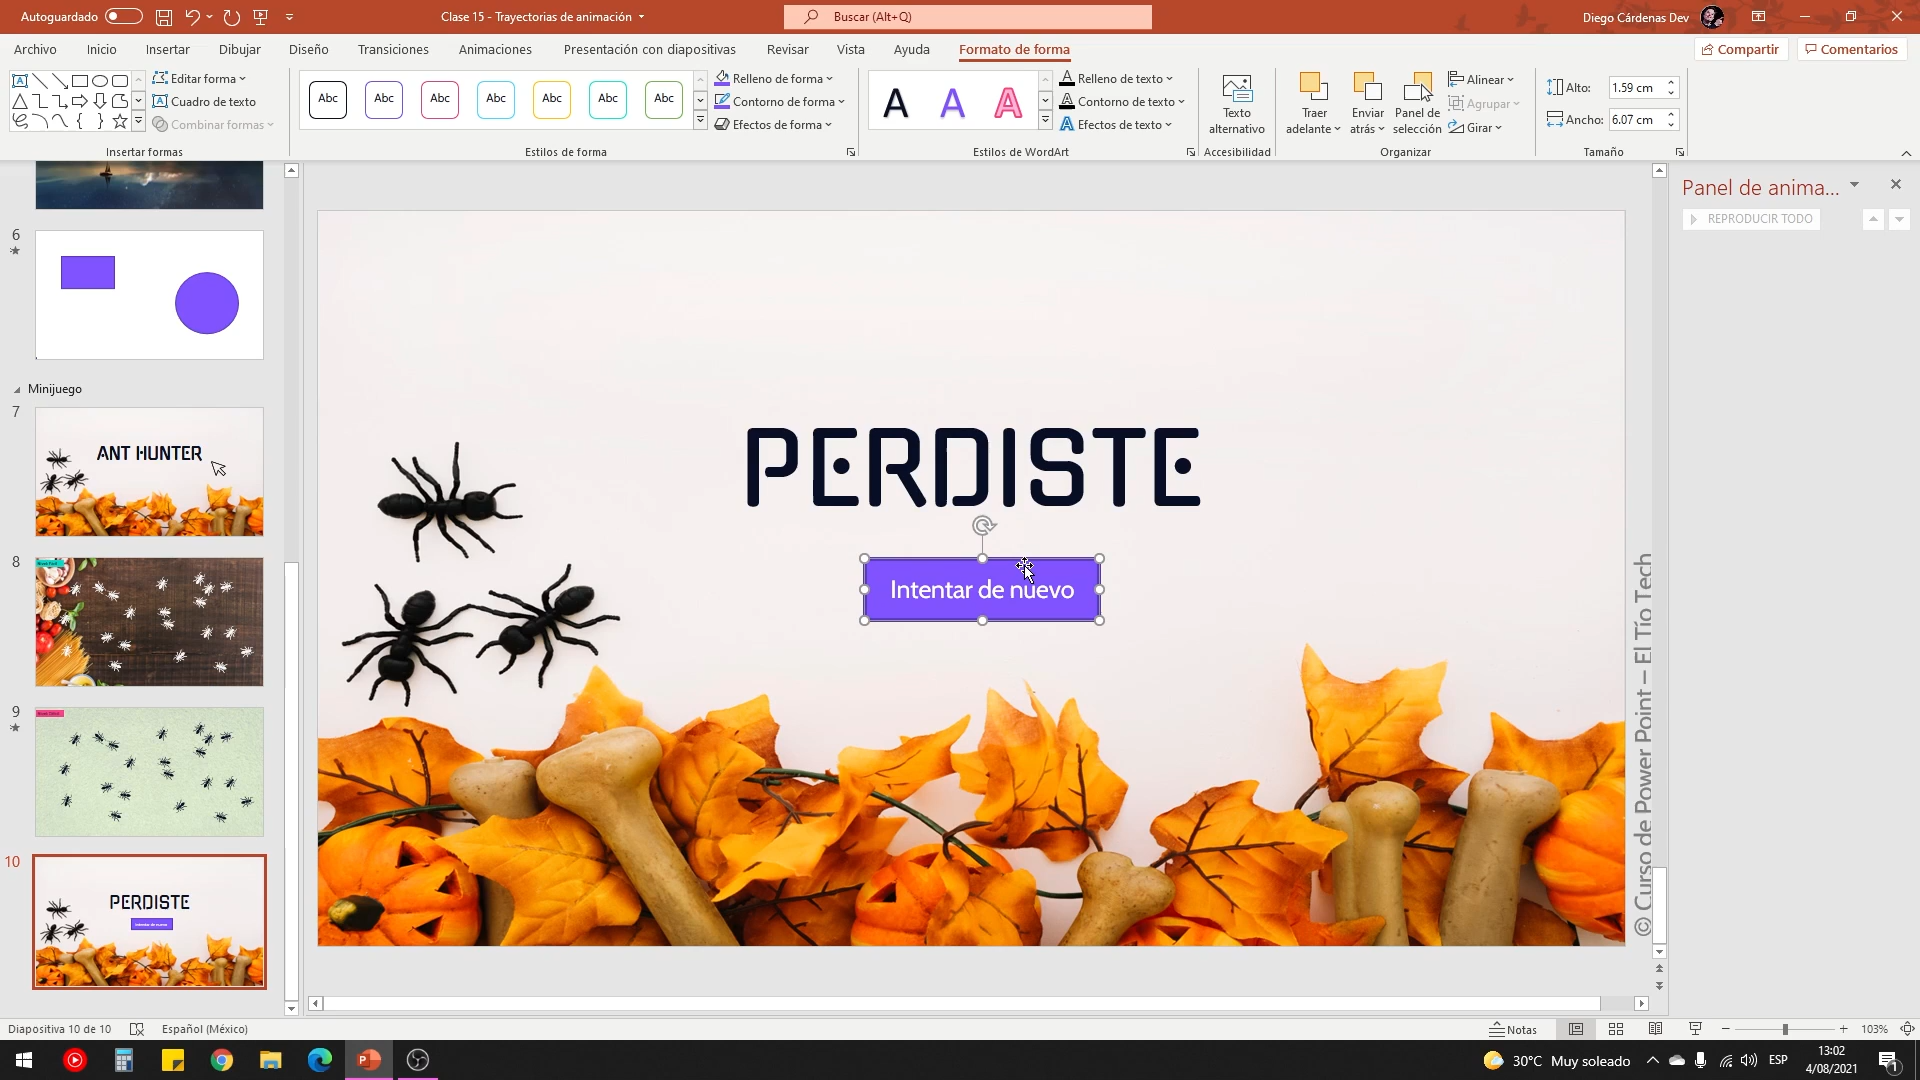 Autoguardado
Clase 15 - Trayectorias de animación
Buscar (Alt+Q)
Diego Cárdenas Dev
Archivo
Inicio
Insertar
Dibujar
Diseño
Transiciones
Animaciones
Presentación con diapositivas
Revisar
Vista
Ayuda
Formato de forma
Compartir
Comentarios
Editar forma
Cuadro de texto
Combinar formas
Insertar formas
Abc
Abc
Abc
Abc
Abc
Abc
Abc
Relleno de forma
Contorno de forma
Efectos de forma
Estilos de forma
A
A
A
Relleno de texto
Contorno de texto
Efectos de texto
Estilos de WordArt
Texto
alternativo
Accesibilidad
Traer
adelante
Enviar
atrás
Panel de
selección
Alinear
Agrupar
Girar
Organizar
Alto:
1.59 cm
Ancho:
6.07 cm
Tamaño
6
Minijuego
7
ANT HUNTER
8
9
10
PERDISTE
Intentar de nuevo
PERDISTE
Intentar de nuevo
© Curso de Power Point – El Tío Tech
Panel de anima...
REPRODUCIR TODO
Diapositiva 10 de 10
Español (México)
Notas
103%
30°C Muy soleado
ESP
13:02
4/08/2021
1